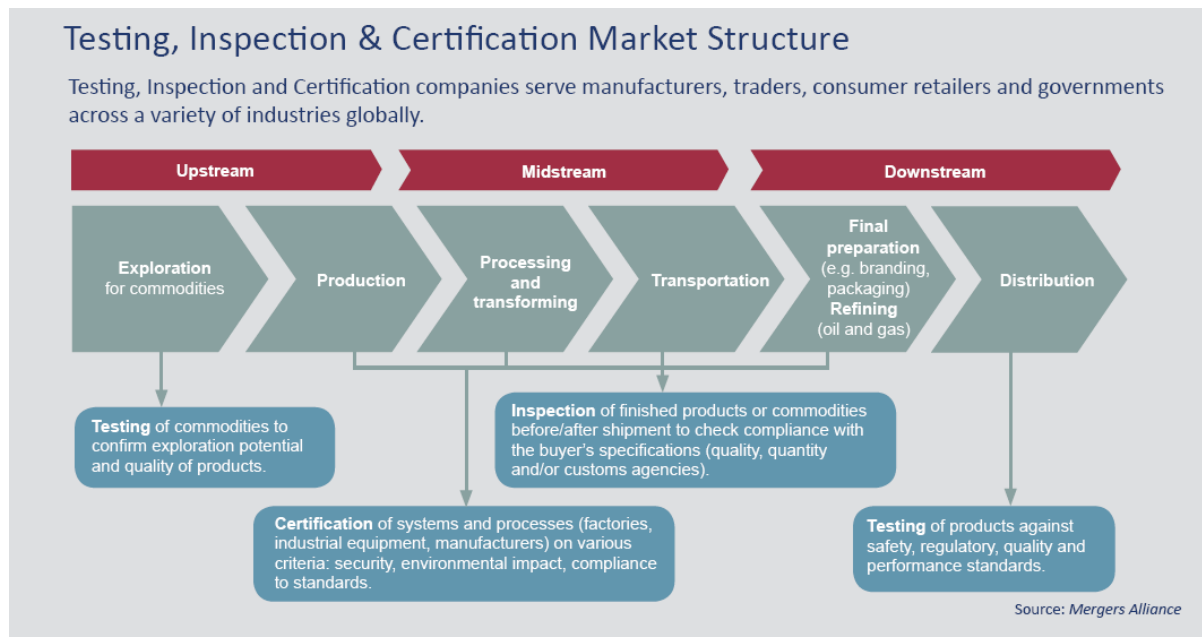 Testing, Inspection & Certification Market Structure
Testing, Inspection and Certification companies serve manufacturers, traders, consumer retailers and governments
across a variety of industries globally.
Upstream
Midstream
Downstream
Exploration
for commodities
Production
Processing
and
transforming
Transportation
Final
preparation
(e.g. branding,
packaging)
Refining
(oil and gas)
Distribution
Testing of commodities to
confirm exploration potential
and quality of products.
Inspection of finished products or commodities
before/after shipment to check compliance with
the buyer's specifications (quality, quantity
and/or customs agencies).
Certification of systems and processes (factories,
industrial equipment, manufacturers) on various
criteria: security, environmental impact, compliance
to standards.
Testing of products against
safety, regulatory, quality and
performance standards.
Source: Mergers Alliance